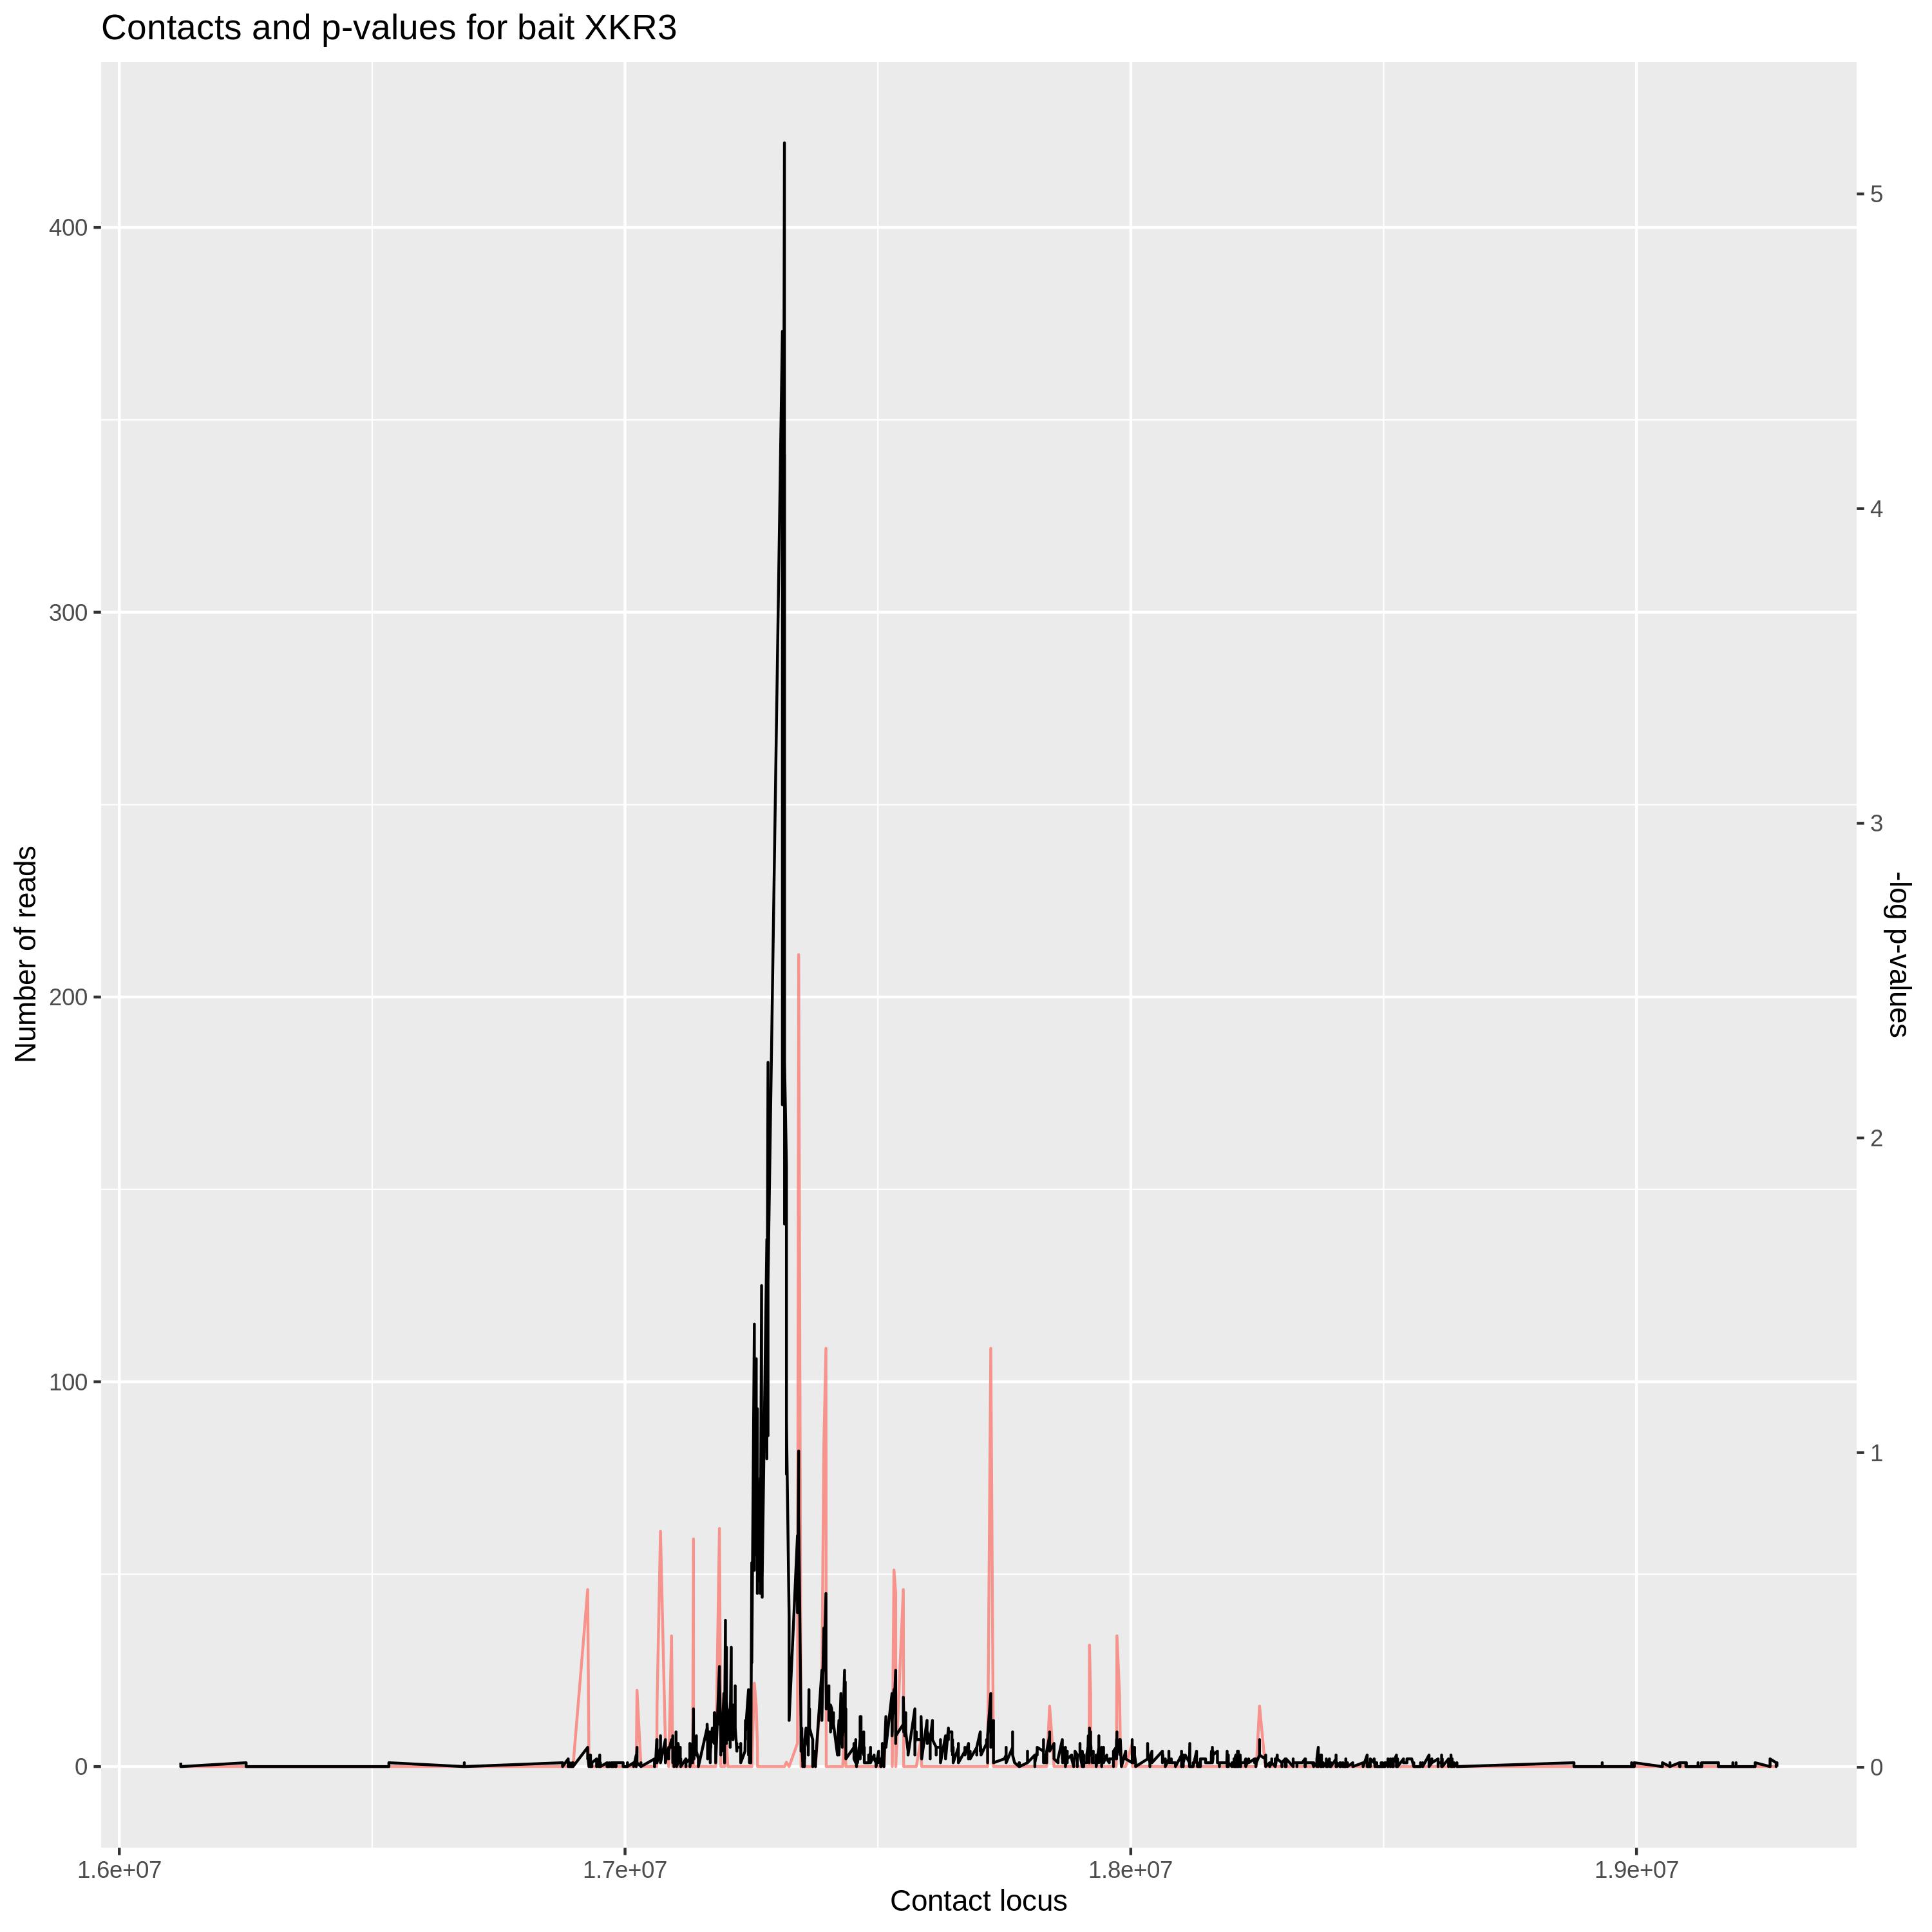 Contacts and p-values for bait XKR3
400
300
200
100
0
Number of reads
5
4
3
2
1
0
-log p-values
1.6e+07
1.7e+07
1.8e+07
1.9e+07
Contact locus